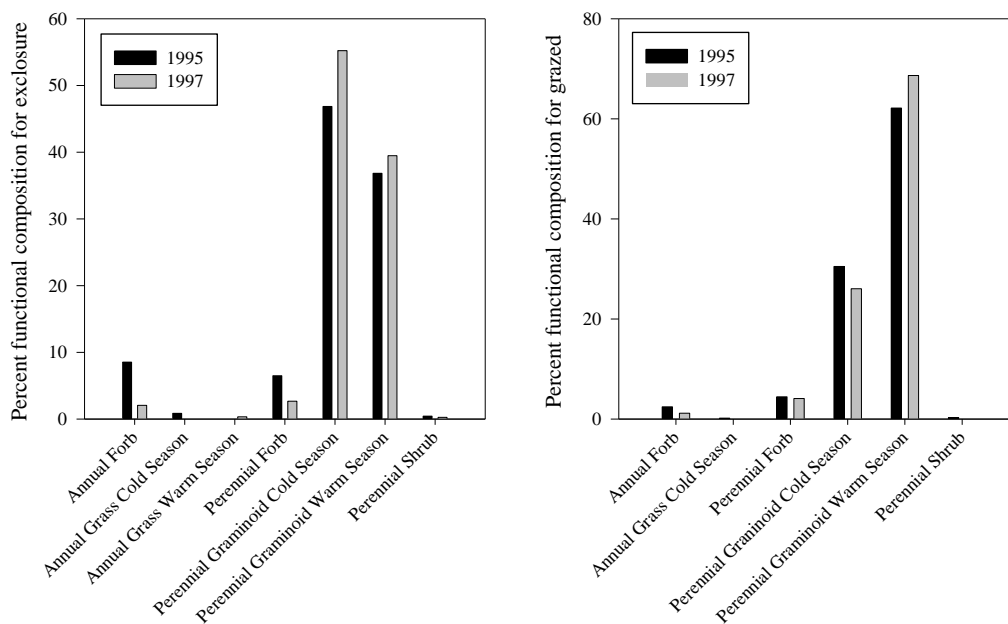 Percent functional composition for exclosure
60
50
40
30
20
10
0
1995
1997
Annual Forb
Annual Grass Cold Season
Annual Grass Warm Season
Perennial Forb
Perennial Graminoid Cold Season
Perennial Graminoid Warm Season
Perennial Shrub
Percent functional composition for grazed
80
60
40
20
0
1995
1997
Annual Forb
Annual Grass Cold Season
Perennial Forb
Perennial Graminoid Cold Season
Perennial Graminoid Warm Season
Perennial Shrub